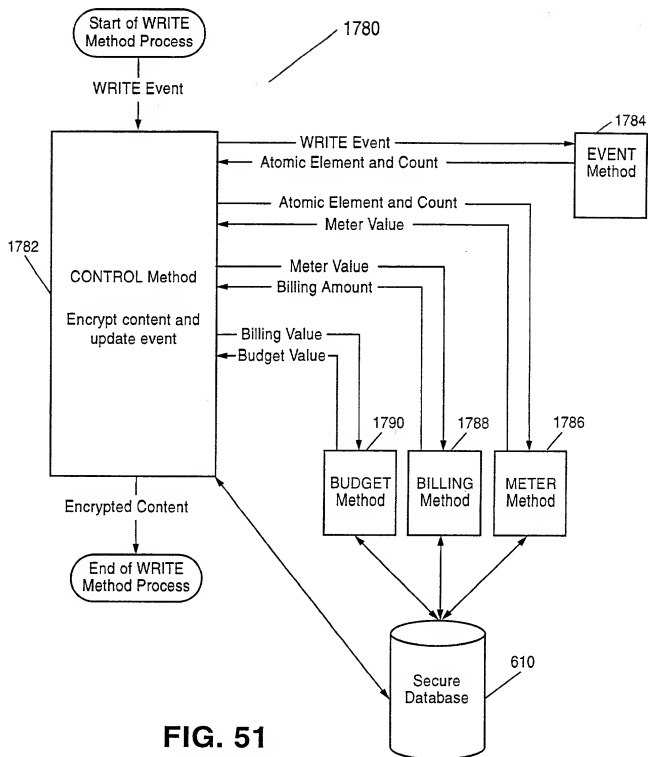 Start of WRITE
Method Process
1780
WRITE Event
1784
WRITE Event
EVENT
Method
Atomic Element and Count
Atomic Element and Count
1782
Meter Value
CONTROL Method
Meter Value
Billing Amount
Encrypt content and
update event
Billing Value
Budget Value
1790
1788
1786
BUDGET
Method
BILLING
Method
METER
Method
Encrypted Content
End of WRITE
Method Process
Secure
Database
610
FIG. 51